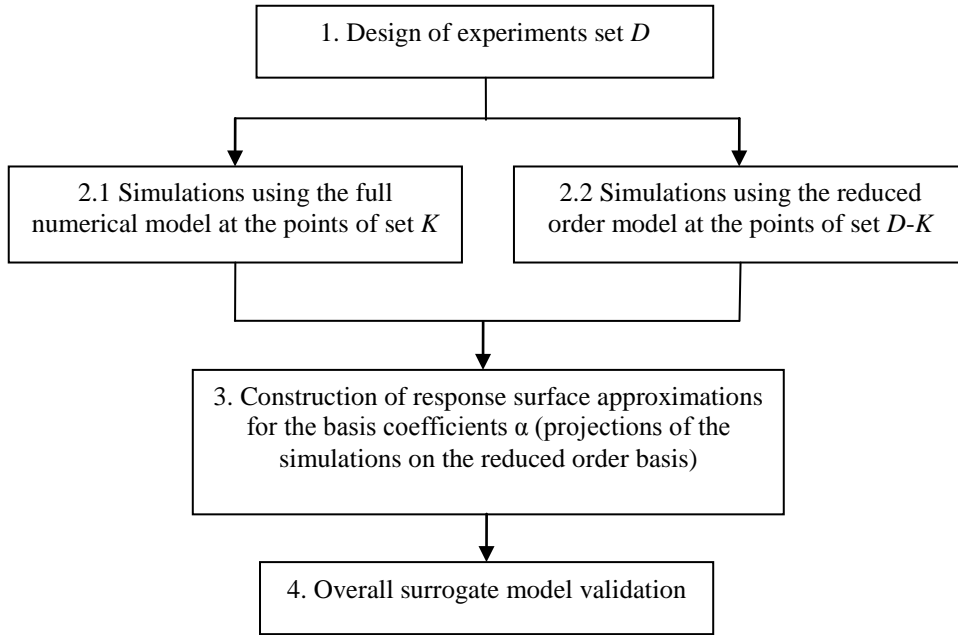 1. Design of experiments set D
2.1 Simulations using the full
numerical model at the points of set K
2.2 Simulations using the reduced
order model at the points of set D-K
3. Construction of response surface approximations
for the basis coefficients α (projections of the
simulations on the reduced order basis)
4. Overall surrogate model validation